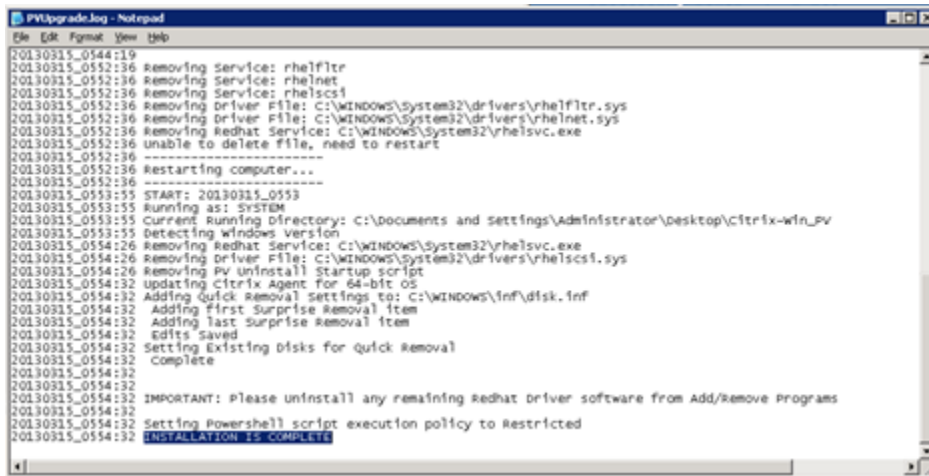 PVUpgrade.log - Notepad
File Edit Format View Help
20130315_0544:19
20130315_0552:36 Removing Service: rhelfltr
20130315_0552:36 Removing Service: rhelnet
20130315_0552:36 Removing Service: rhelscsi
20130315_0552:36 Removing Driver File: C:\WINDOWS\System32\drivers\rhelfltr.sys
20130315_0552:36 Removing Driver File: C:\WINDOWS\System32\drivers\rhelnet.sys
20130315_0552:36 Removing Redhat Service: C:\WINDOWS\System32\rhelsvc.exe
20130315_0552:36 Unable to delete file, need to restart
20130315_0552:36 -----------------------
20130315_0552:36 Restarting computer...
20130315_0552:36 -----------------------
20130315_0553:55 START: 20130315_0553
20130315_0553:55 Running as: SYSTEM
20130315_0553:55 Current Running Directory: C:\Documents and Settings\Administrator\Desktop\Citrix-Win_PV
20130315_0553:55 Detecting Windows Version
20130315_0554:26 Removing Redhat Service: C:\WINDOWS\System32\rhelsvc.exe
20130315_0554:26 Removing Driver File: C:\WINDOWS\System32\drivers\rhelscsi.sys
20130315_0554:26 Removing PV Uninstall Startup script
20130315_0554:32 Updating Citrix Agent for 64-bit OS
20130315_0554:32 Adding Quick Removal Settings to: C:\WINDOWS\inf\disk.inf
20130315_0554:32 Adding first Surprise Removal item
20130315_0554:32 Adding last Surprise Removal item
20130315_0554:32 Edits Saved
20130315_0554:32 Setting Existing Disks for Quick Removal
20130315_0554:32 Complete
20130315_0554:32
20130315_0554:32
20130315_0554:32 IMPORTANT: Please Uninstall any remaining Redhat Driver software from Add/Remove Programs
20130315_0554:32
20130315_0554:32 Setting Powershell script execution policy to Restricted
20130315_0554:32 INSTALLATION IS COMPLETE